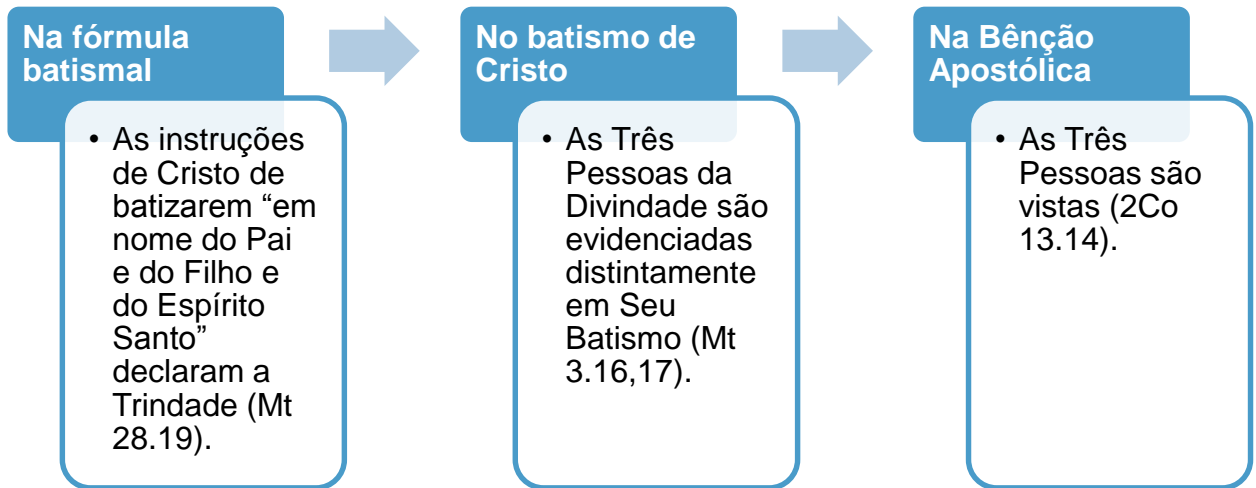 Na fórmula
batismal
• As instruções
de Cristo de
batizarem “em
nome do Pai
e do Filho e
do Espírito
Santo”
declaram a
Trindade (Mt
28.19).
No batismo de
Cristo
• As Três
Pessoas da
Divindade são
evidenciadas
distintamente
em Seu
Batismo (Mt
3.16,17).
Na Bênção
Apostólica
• As Três
Pessoas são
vistas (2Co
13.14).